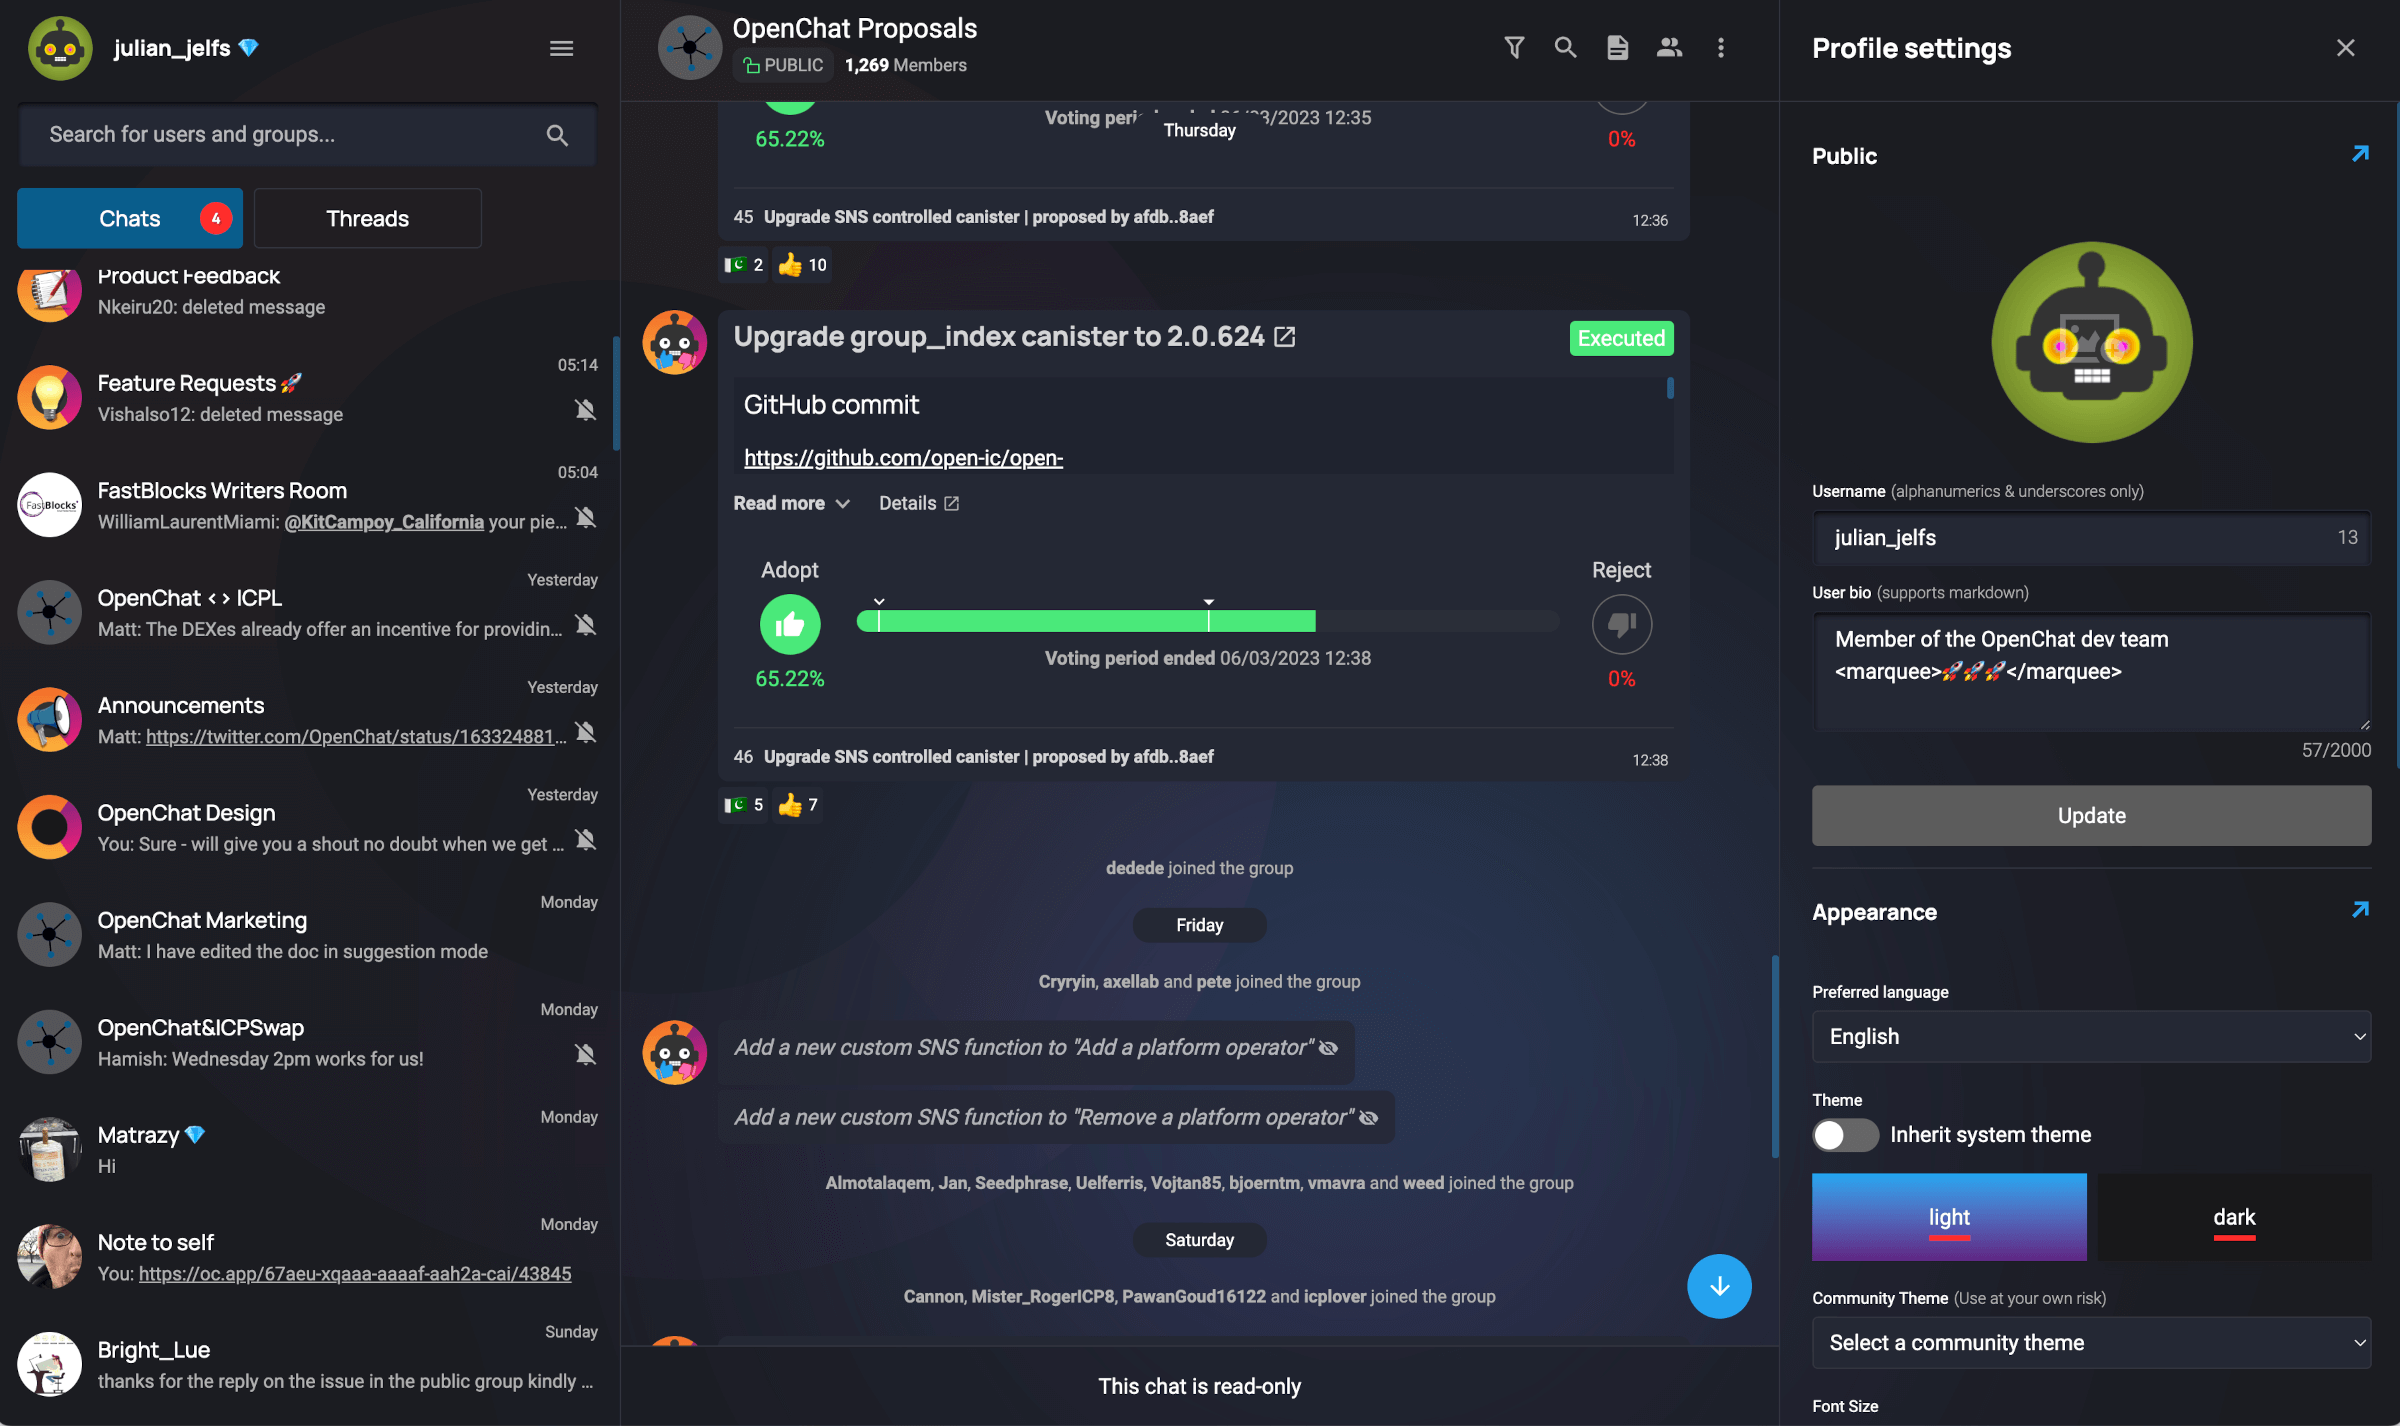 julian_jelfs 💎
Search for users and groups...
Chats 4
Threads
Product Feedback
Nkeiru20: deleted message
05:14
Feature Requests 🚀
Vishalso12: deleted message
05:04
FastBlocks Writers Room
WilliamLaurentMiami: @KitCampoy_California your pie...
FastBlocks
Yesterday
OpenChat <> ICPL
Matt: The DEXes already offer an incentive for providin...
Yesterday
Announcements
Matt: https://twitter.com/OpenChat/status/163324881...
Yesterday
OpenChat Design
You: Sure - will give you a shout no doubt when we get ...
Monday
OpenChat Marketing
Matt: I have edited the doc in suggestion mode
Monday
OpenChat&ICPSwap
Hamish: Wednesday 2pm works for us!
Monday
Matrazy 💎
Hi
Monday
Note to self
You: https://oc.app/67aeu-xqaaa-aaaaf-aah2a-cai/43845
Sunday
Bright_Lue
thanks for the reply on the issue in the public group kindly ...
OpenChat Proposals
PUBLIC 1,269 Members
Voting peri 3/2023 12:35
Thursday
65.22%
0%
45 Upgrade SNS controlled canister | proposed by afdb..8aef
12:36
🇵🇰 2 👍 10
Upgrade group_index canister to 2.0.624
Executed
GitHub commit
https://github.com/open-ic/open-
Read more Details
Adopt
Reject
Voting period ended 06/03/2023 12:38
65.22%
0%
46 Upgrade SNS controlled canister | proposed by afdb..8aef
12:38
🇵🇰 5 👍 7
dedede joined the group
Friday
Cryryin, axellab and pete joined the group
Add a new custom SNS function to "Add a platform operator"
Add a new custom SNS function to "Remove a platform operator"
Almotalaqem, Jan, Seedphrase, Uelferris, Vojtan85, bjoerntm, vmavra and weed joined the group
Saturday
Cannon, Mister_RogerICP8, PawanGoud16122 and icplover joined the group
This chat is read-only
Profile settings
Public
Username (alphanumerics & underscores only)
julian_jelfs
13
User bio (supports markdown)
Member of the OpenChat dev team
<marquee>🚀🚀🚀</marquee>
57/2000
Update
Appearance
Preferred language
English
Theme
Inherit system theme
light
dark
Community Theme (Use at your own risk)
Select a community theme
Font Size